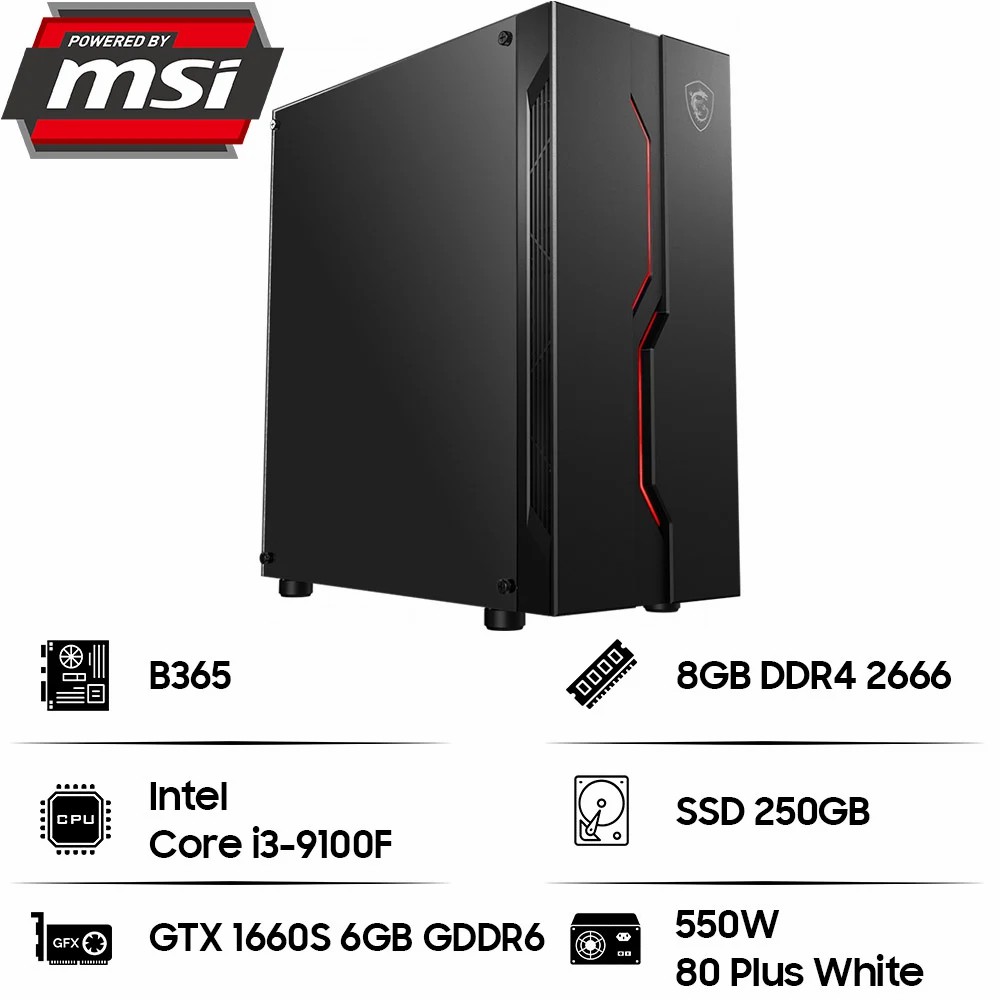 POWERED BY
msi
B365
8GB DDR4 2666
CPU
Intel
Core i3-9100F
SSD 250GB
GFX
GTX 1660S 6GB GDDR6
550W
80 Plus White